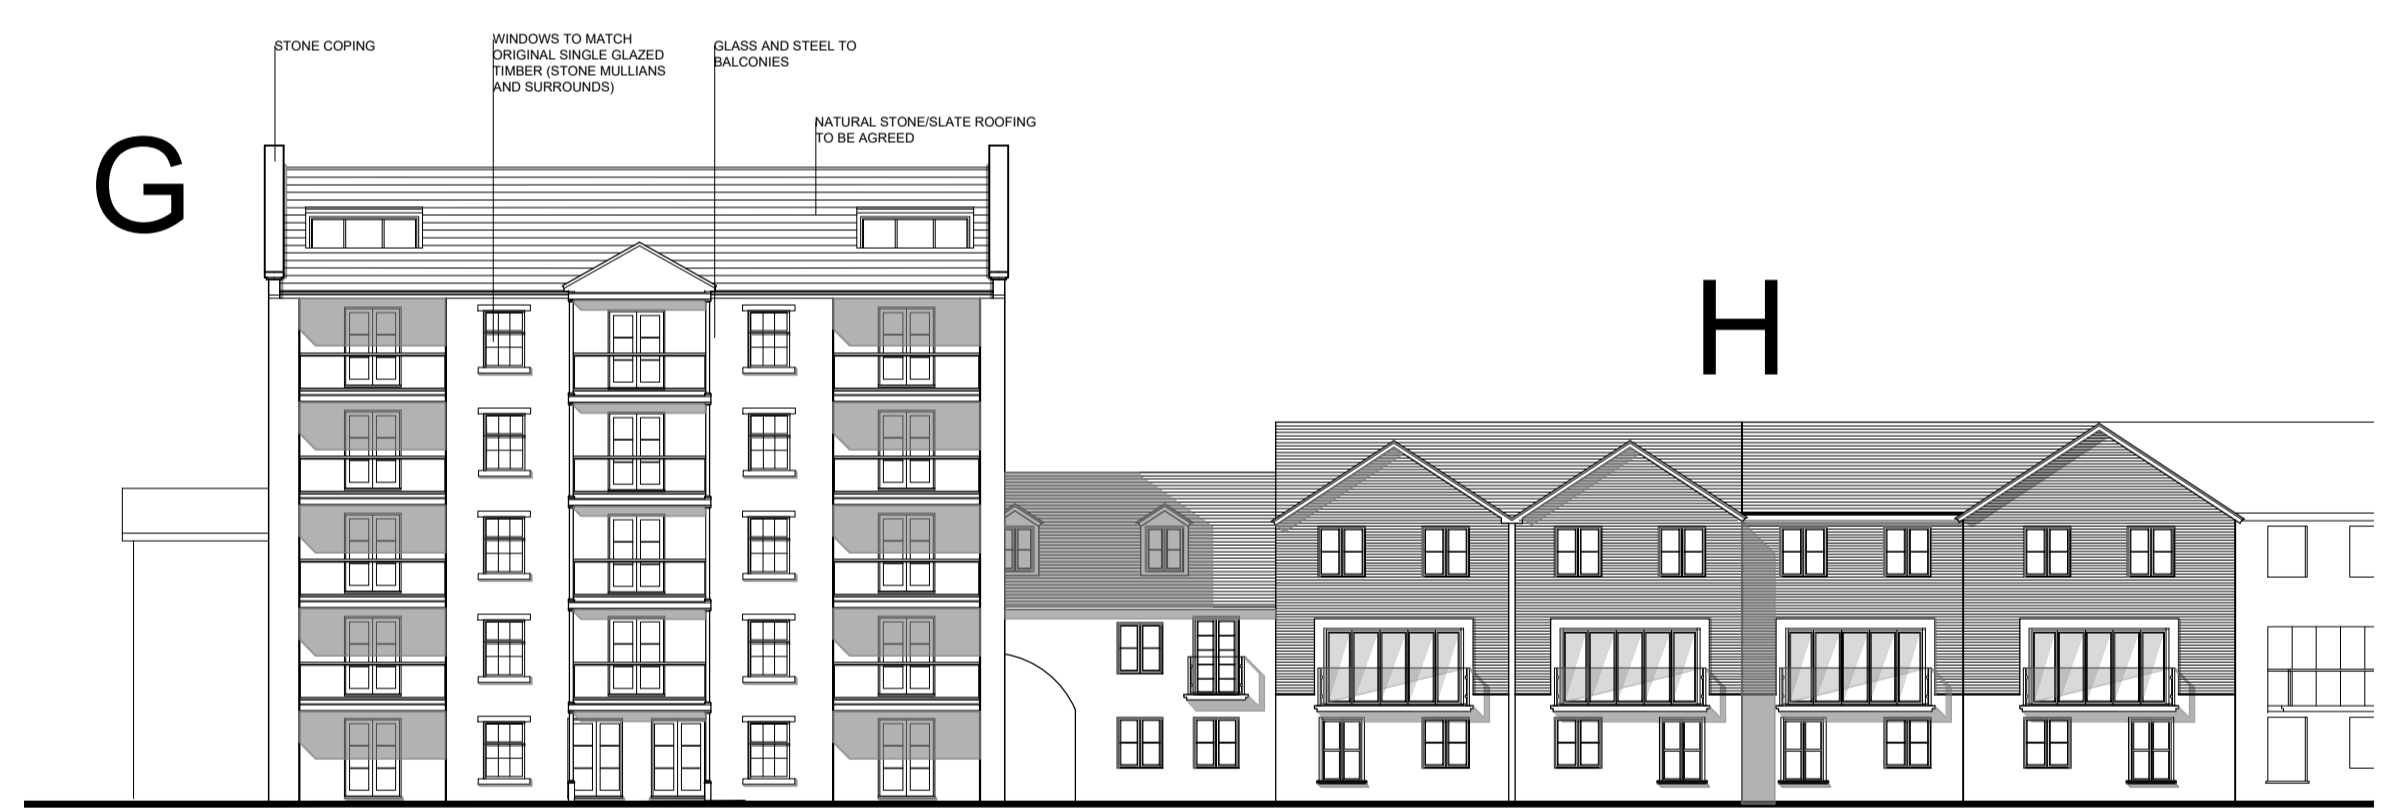 STONE COPING
WINDOWS TO MATCH
ORIGINAL SINGLE GLAZED
TIMBER (STONE MULLIANS
AND SURROUNDS)
GLASS AND STEEL TO
BALCONIES
NATURAL STONE/SLATE ROOFING
TO BE AGREED
G
H